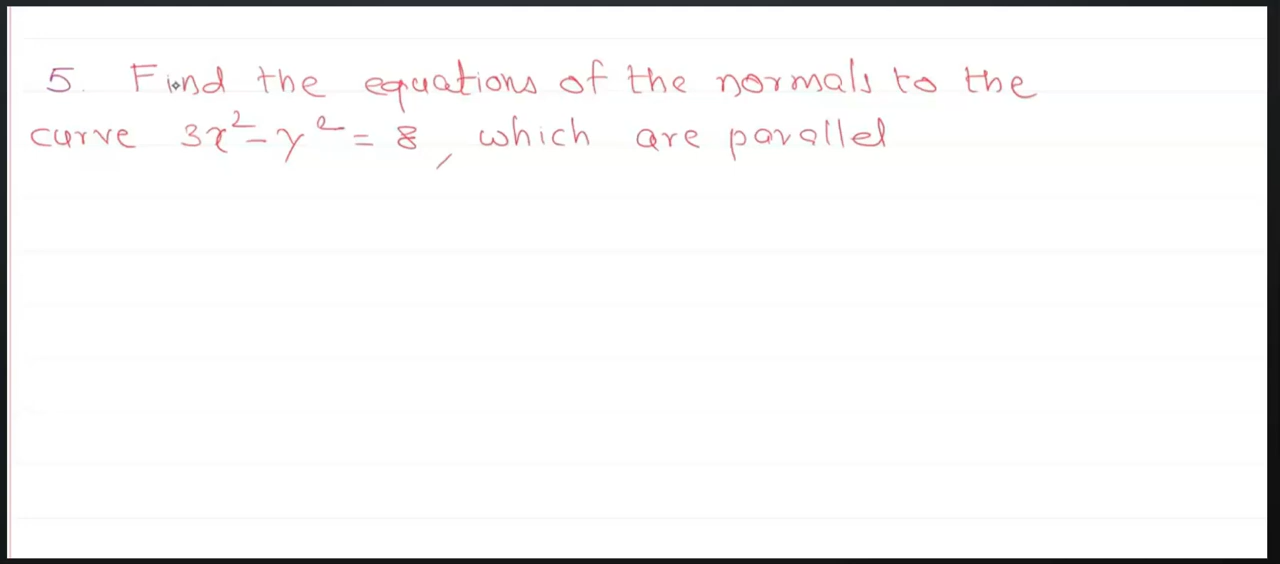 5. Find the equations of the normals to the
curve 3x² - y² = 8, which are parallel